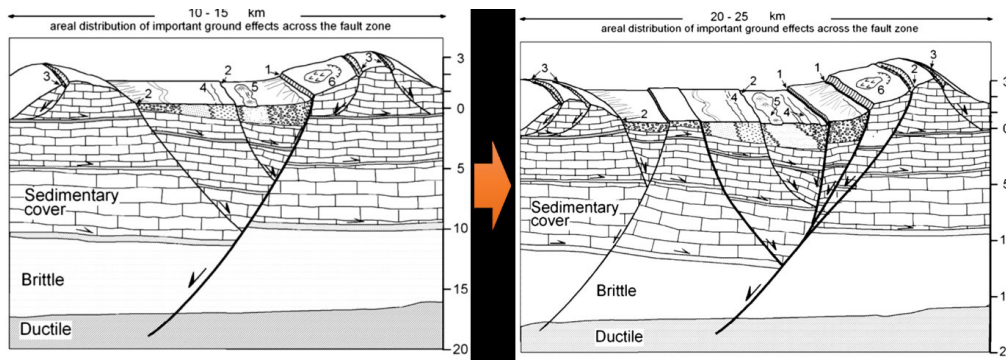 10 - 15 km
areal distribution of important ground effects across the fault zone
3
3
3
2
1
6
5
4
2
0
5
10
15
20
Sedimentary
cover
Brittle
Ductile
20 - 25 km
areal distribution of important ground effects across the fault zone
3
3
3
2
1
1
2
6
5
4
4
2
Sedimentary
cover
Brittle
Ductile